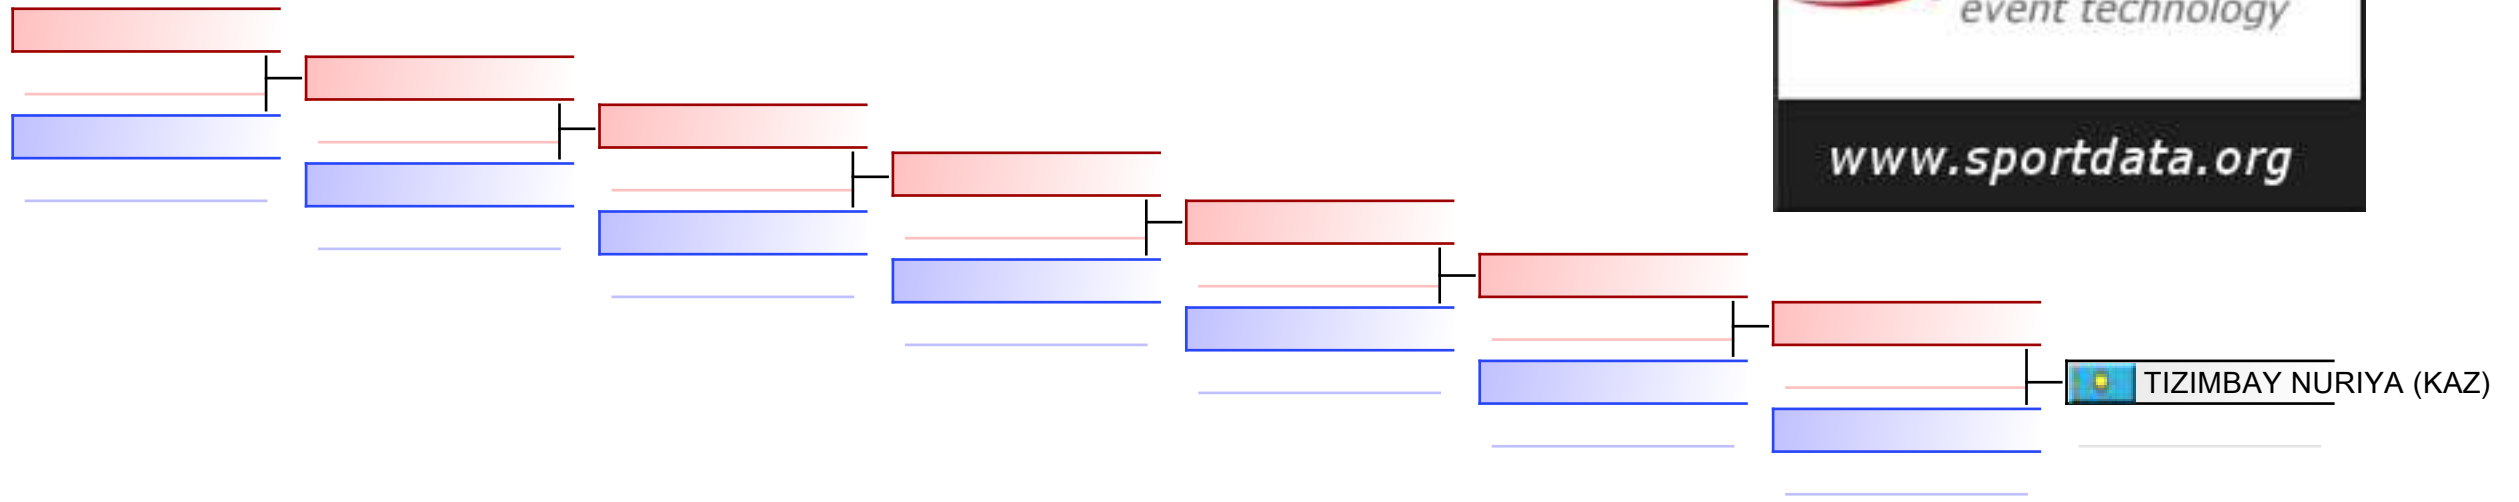 event technology
www.sportdata.org
TIZIMBAY NURIYA (KAZ)